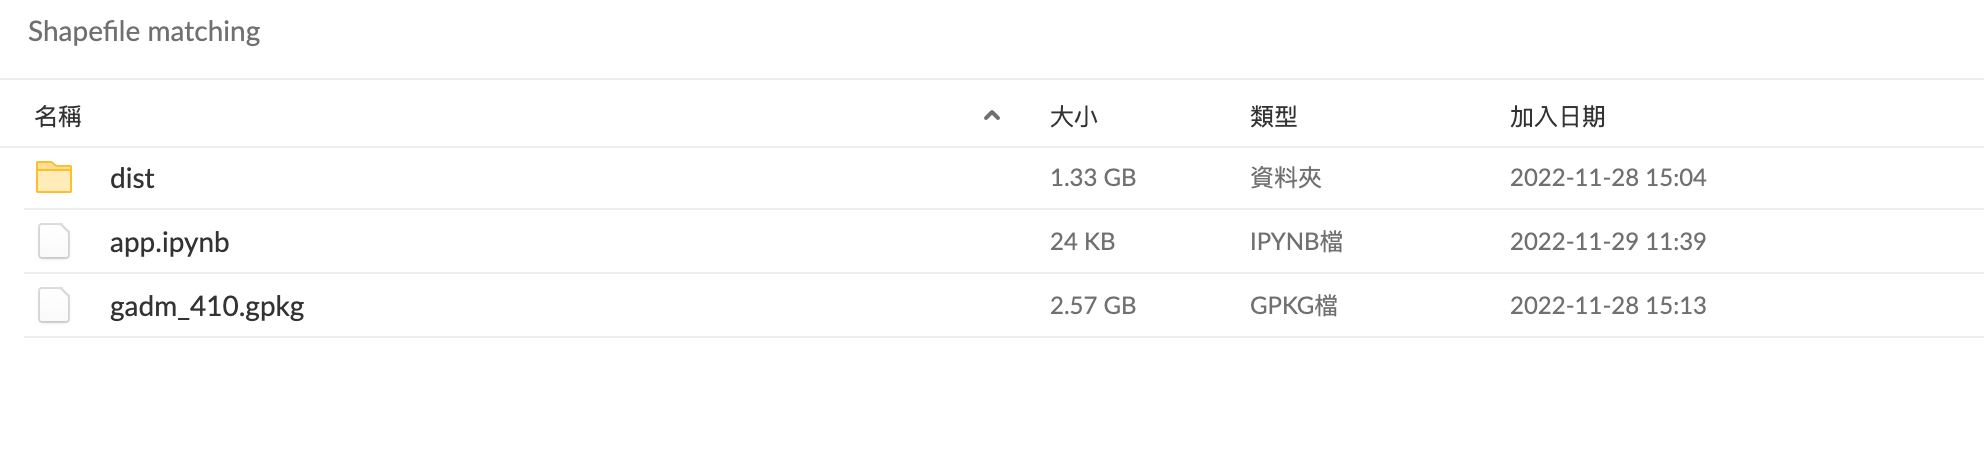 Shapefile matching
名稱 大小 類型 加入日期
dist 1.33 GB 資料夾 2022-11-28 15:04
app.ipynb 24 KB IPYNB檔 2022-11-29 11:39
gadm_410.gpkg 2.57 GB GPKG檔 2022-11-28 15:13